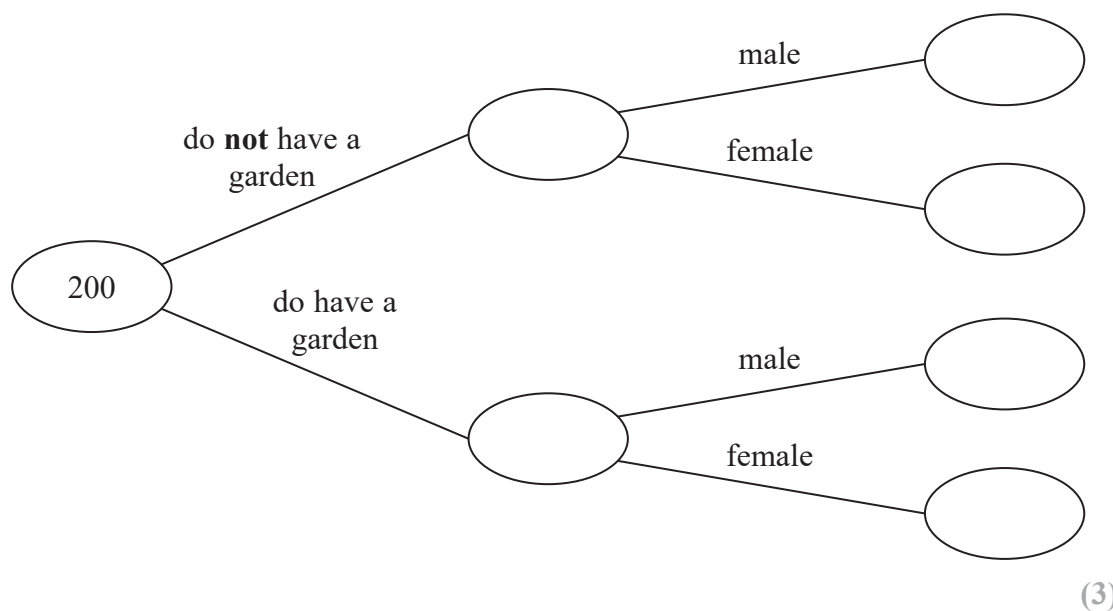 male
do not have a
garden
female
200
do have a
garden
male
female
(3)